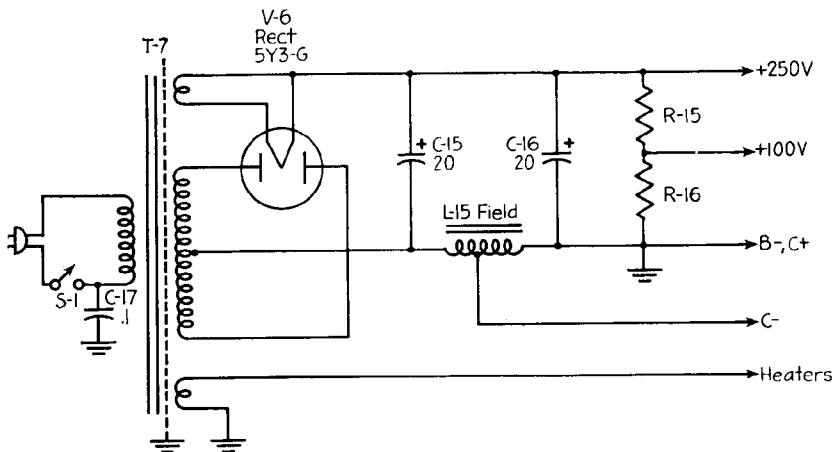 V-6
Rect
5Y3-G
T-7
+250V
+
C-15
20
C-16
20
+
R-15
+100V
R-16
L-15 Field
B-, C+
S-1
C-17
.1
C-
Heaters